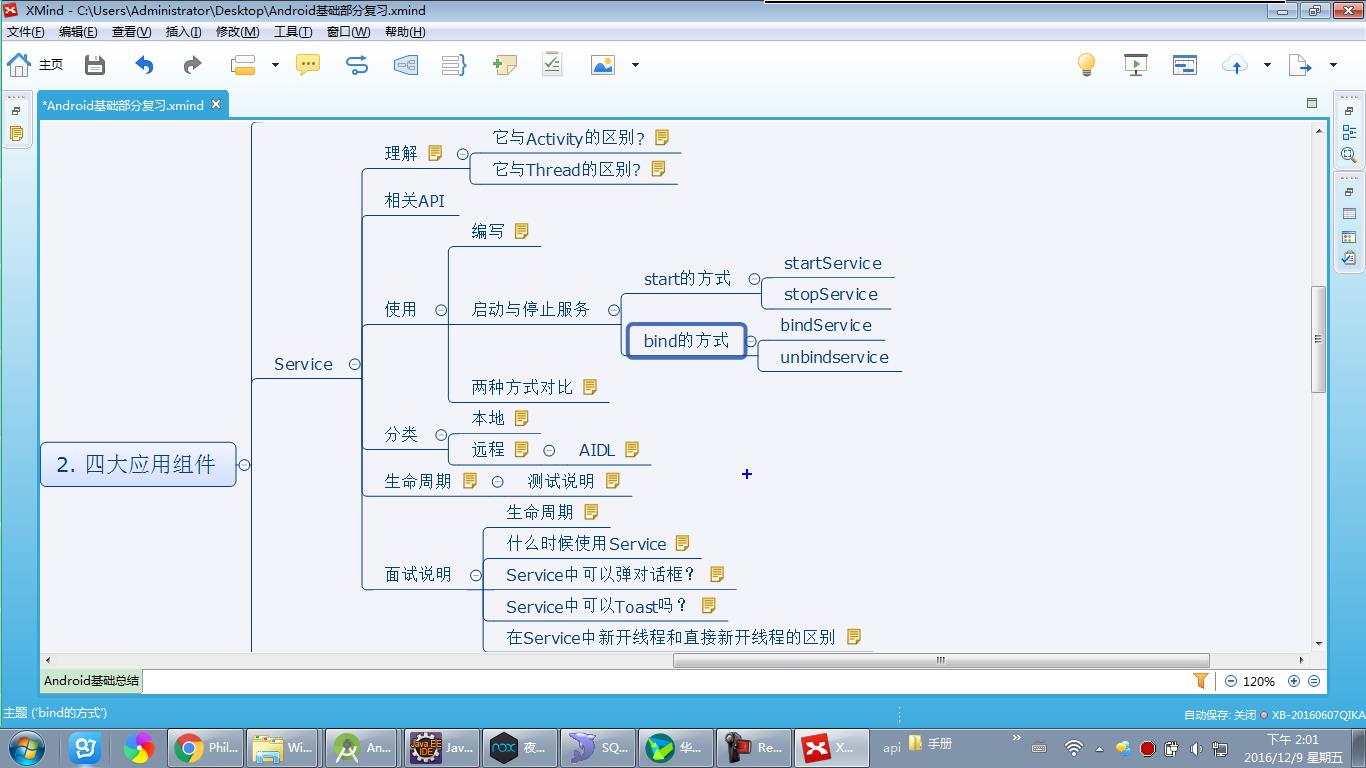 XMind - C:\Users\Administrator\Desktop\Android基础部分复习.xmind
文件(F) 编辑(E) 查看(V) 插入(I) 修改(M) 工具(T) 窗口(W) 帮助(H)
主页
*Android基础部分复习.xmind
它与Activity的区别?
理解
它与Thread的区别?
相关API
编写
startService
start的方式
stopService
使用
启动与停止服务
bindService
bind的方式
unbindservice
Service
两种方式对比
本地
分类
远程
AIDL
2. 四大应用组件
生命周期
测试说明
生命周期
什么时候使用Service
面试说明
Service中可以弹对话框?
Service中可以Toast吗?
在Service中新开线程和直接新开线程的区别
Android基础总结
120%
主题 ('bind的方式')
自动保存: 关闭
XB-20160607QIKA
Phil...
Wi...
An...
Jav...
夜...
SQ...
华...
Re...
X...
api
手册
下午 2:01
2016/12/9 星期五